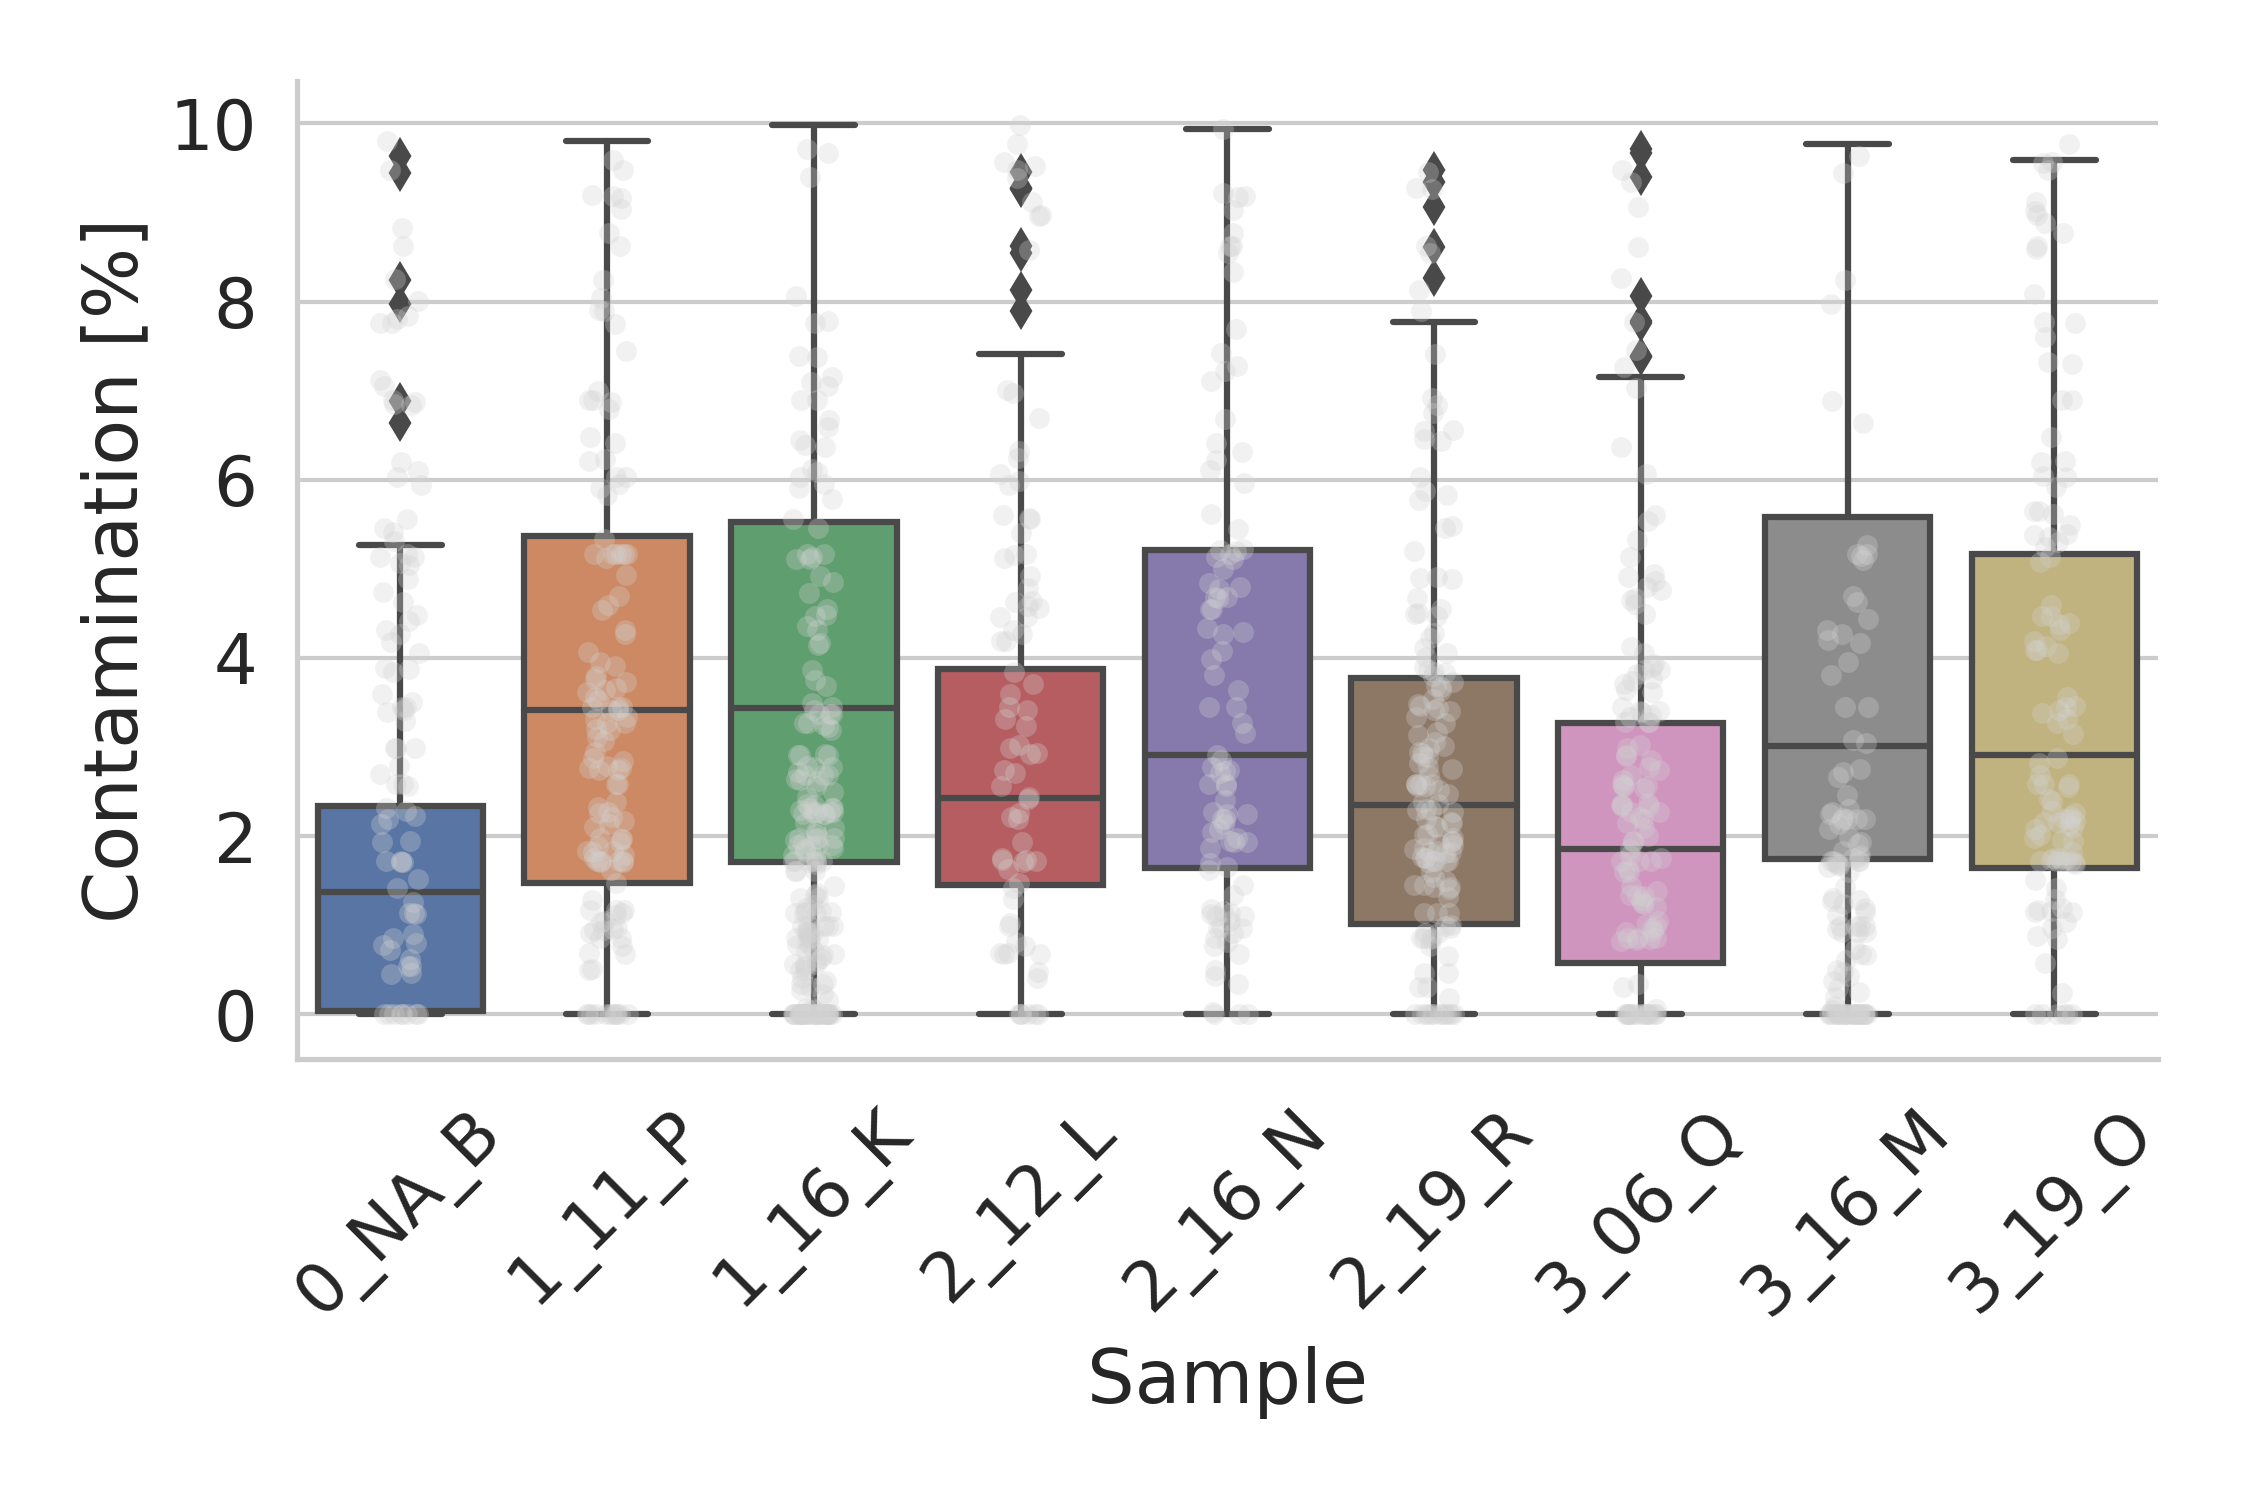 Contamination [%]
10
8
6
4
2
0
0_NA_B
1_11_P
1_16_K
2_12_L
2_16_N
2_19_R
3_06_Q
3_16_M
3_19_O
Sample